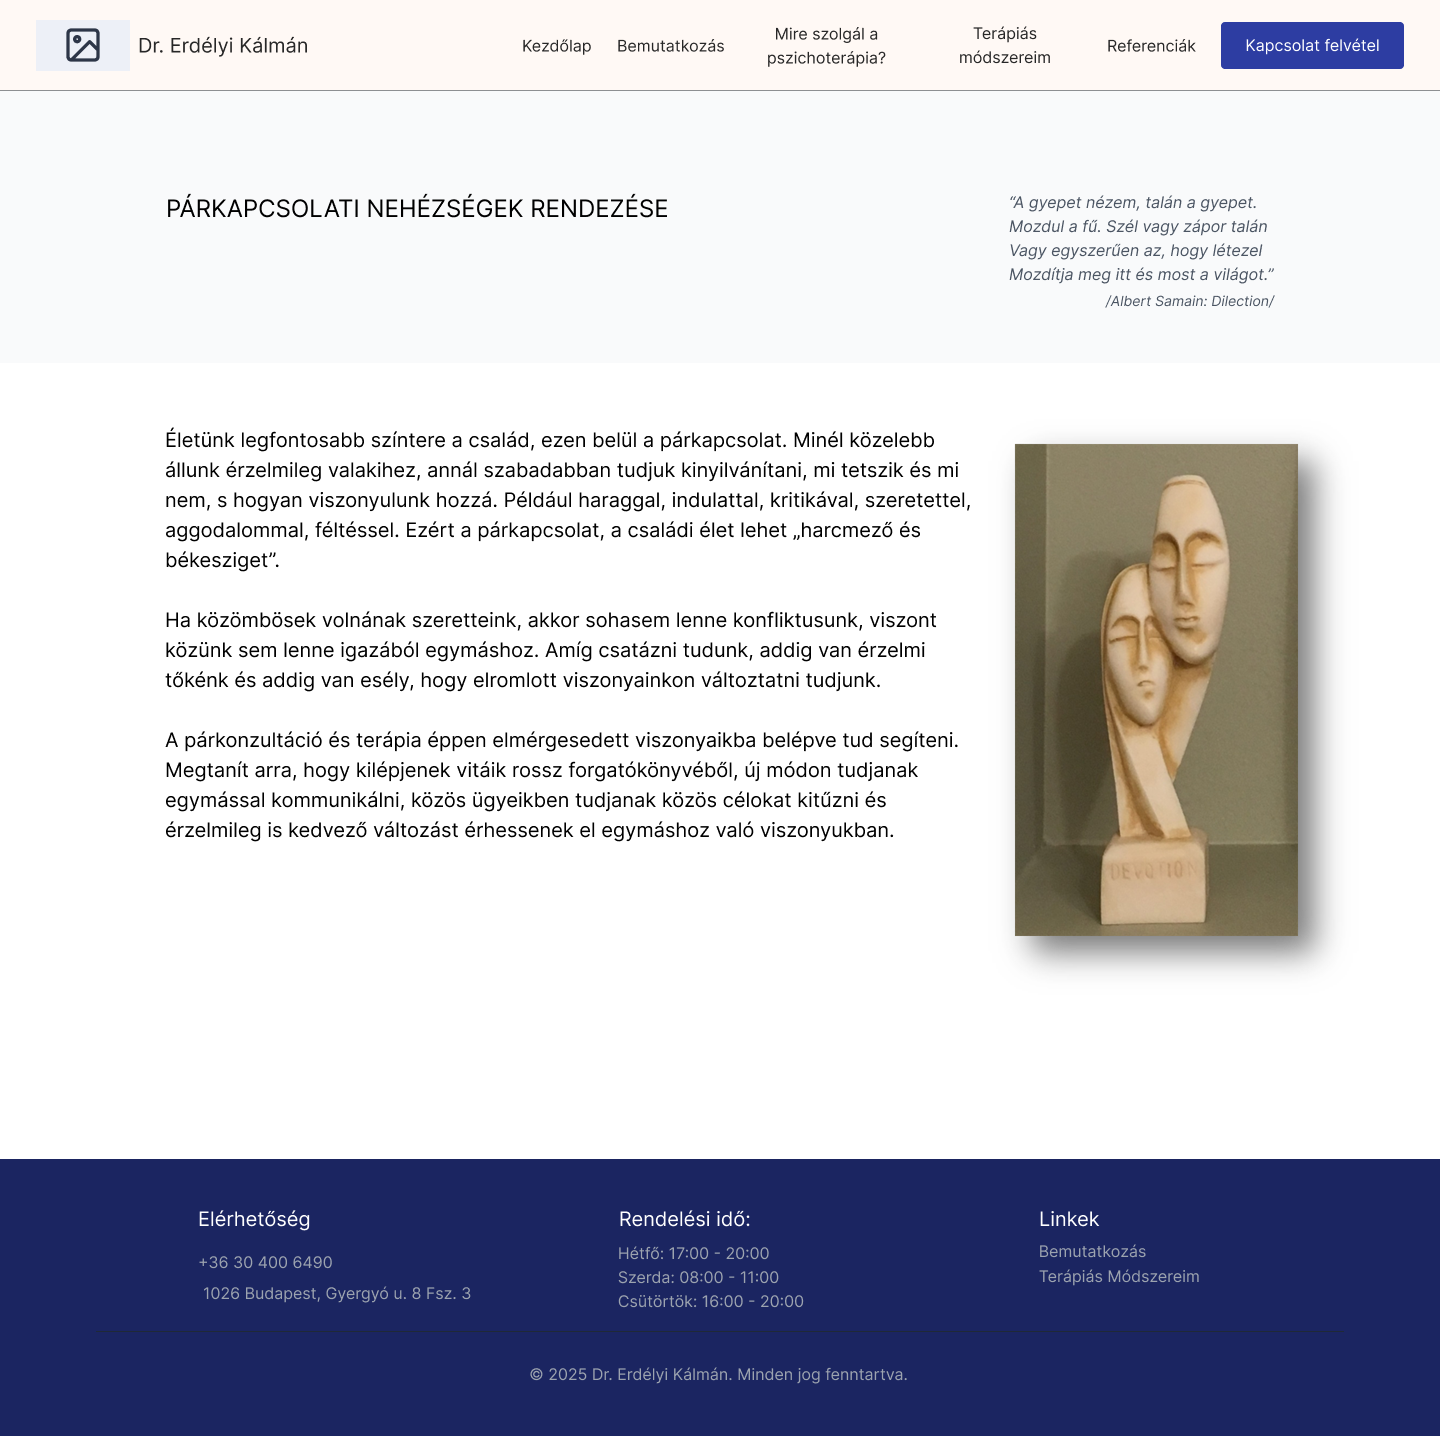 Dr. Erdélyi Kálmán
Kezdőlap
Bemutatkozás
Mire szolgál a
pszichoterápia?
Terápiás
módszereim
Referenciák
Kapcsolat felvétel
PÁRKAPCSOLATI NEHÉZSÉGEK RENDEZÉSE
“A gyepet nézem, talán a gyepet.
Mozdul a fű. Szél vagy zápor talán
Vagy egyszerűen az, hogy létezel
Mozdítja meg itt és most a világot.”
/Albert Samain: Dilection/
Életünk legfontosabb színtere a család, ezen belül a párkapcsolat. Minél közelebb
állunk érzelmileg valakihez, annál szabadabban tudjuk kinyilvánítani, mi tetszik és mi
nem, s hogyan viszonyulunk hozzá. Például haraggal, indulattal, kritikával, szeretettel,
aggodalommal, féltéssel. Ezért a párkapcsolat, a családi élet lehet „harcmező és
békesziget”.
Ha közömbösek volnának szeretteink, akkor sohasem lenne konfliktusunk, viszont
közünk sem lenne igazából egymáshoz. Amíg csatázni tudunk, addig van érzelmi
tőkénk és addig van esély, hogy elromlott viszonyainkon változtatni tudjunk.
A párkonzultáció és terápia éppen elmérgesedett viszonyaikba belépve tud segíteni.
Megtanít arra, hogy kilépjenek vitáik rossz forgatókönyvéből, új módon tudjanak
egymással kommunikálni, közös ügyeikben tudjanak közös célokat kitűzni és
érzelmileg is kedvező változást érhessenek el egymáshoz való viszonyukban.
DEVOTION
Elérhetőség
+36 30 400 6490
1026 Budapest, Gyergyó u. 8 Fsz. 3
Rendelési idő:
Hétfő: 17:00 - 20:00
Szerda: 08:00 - 11:00
Csütörtök: 16:00 - 20:00
Linkek
Bemutatkozás
Terápiás Módszereim
© 2025 Dr. Erdélyi Kálmán. Minden jog fenntartva.